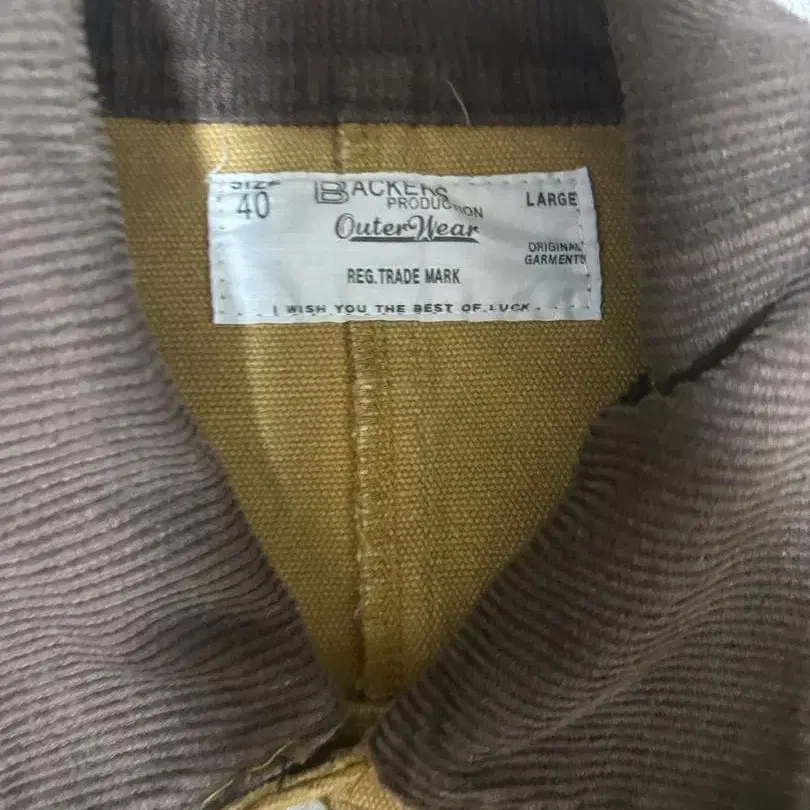 SIZE
40
BACKERS
PRODUCTION
OuterWear
REG. TRADE MARK
LARGE
ORIGINAL
GARMENTS
I WISH YOU THE BEST OF LUCK